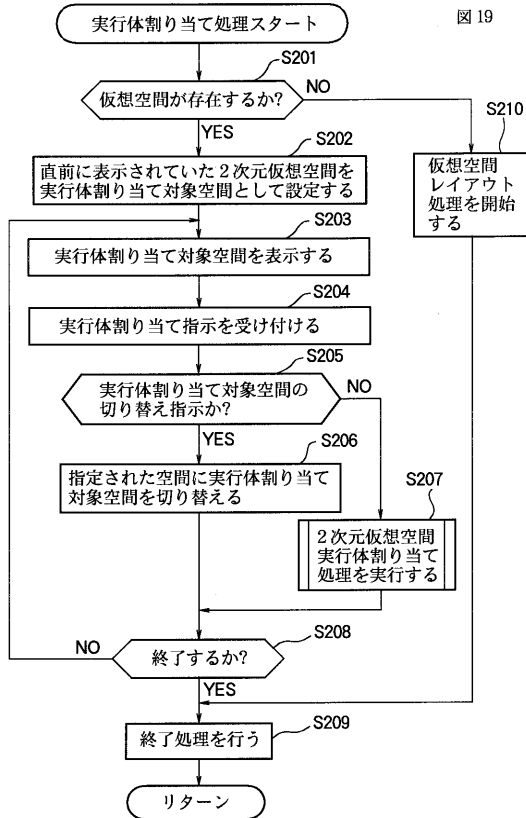 図19
実行体割り当て処理スタート
S201
仮想空間が存在するか?
NO
YES
S210
仮想空間
レイアウト
処理を開始
する
S202
直前に表示されていた2次元仮想空間を
実行体割り当て対象空間として設定する
S203
実行体割り当て対象空間を表示する
S204
実行体割り当て指示を受け付ける
S205
実行体割り当て対象空間の
切り替え指示か?
NO
YES
S206
指定された空間に実行体割り当て
対象空間を切り替える
S207
2次元仮想空間
実行体割り当て
処理を実行する
S208
終了するか?
NO
YES
S209
終了処理を行う
リターン